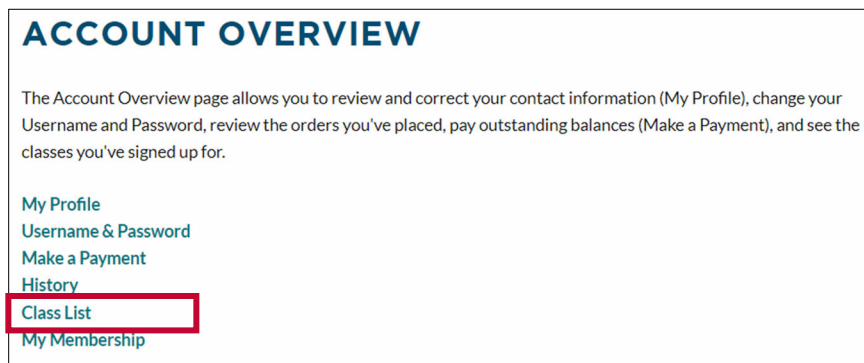 ACCOUNT OVERVIEW
The Account Overview page allows you to review and correct your contact information (My Profile), change your
Username and Password, review the orders you've placed, pay outstanding balances (Make a Payment), and see the
classes you've signed up for.
My Profile
Username & Password
Make a Payment
History
Class List
My Membership